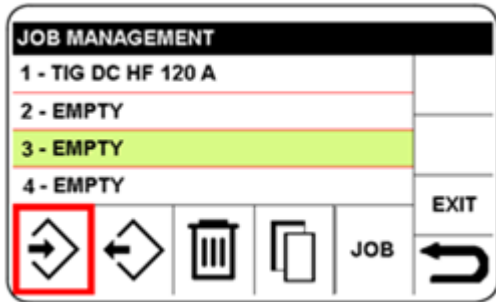 JOB MANAGEMENT
1 - TIG DC HF 120 A
2 - EMPTY
3 - EMPTY
4 - EMPTY
EXIT
JOB